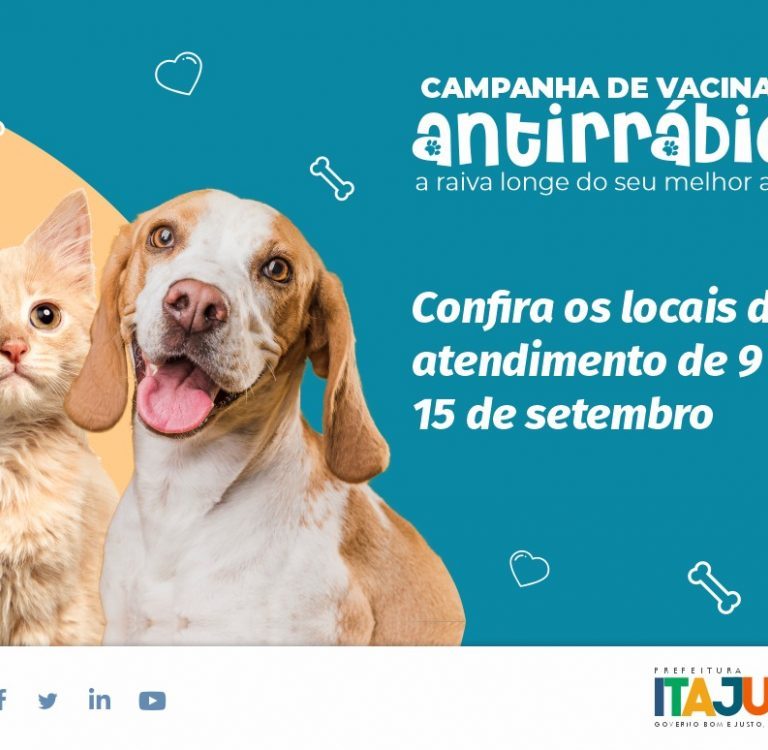 CAMPANHA DE VACINA
antirrábi
a raiva longe do seu melhor a
Confira os locais d
atendimento de 9
15 de setembro
PREFEITURA
ITAJU
GOVERNO BOM E JUSTO,